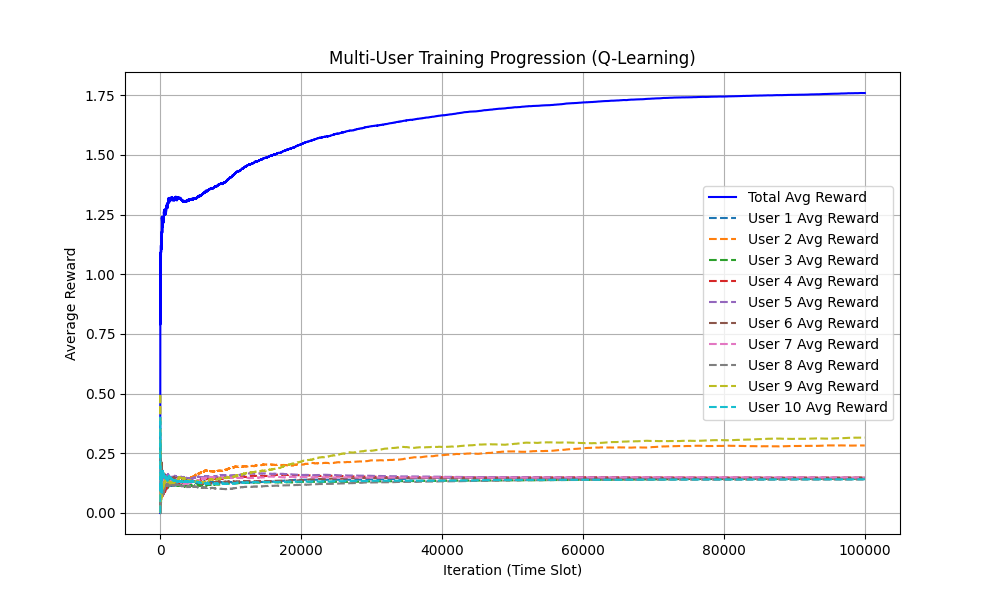 Multi-User Training Progression (Q-Learning)
Average Reward
1.75
1.50
1.25
1.00
0.75
0.50
0.25
0.00
Total Avg Reward
User 1 Avg Reward
User 2 Avg Reward
User 3 Avg Reward
User 4 Avg Reward
User 5 Avg Reward
User 6 Avg Reward
User 7 Avg Reward
User 8 Avg Reward
User 9 Avg Reward
User 10 Avg Reward
0 20000 40000 60000 80000 100000
Iteration (Time Slot)